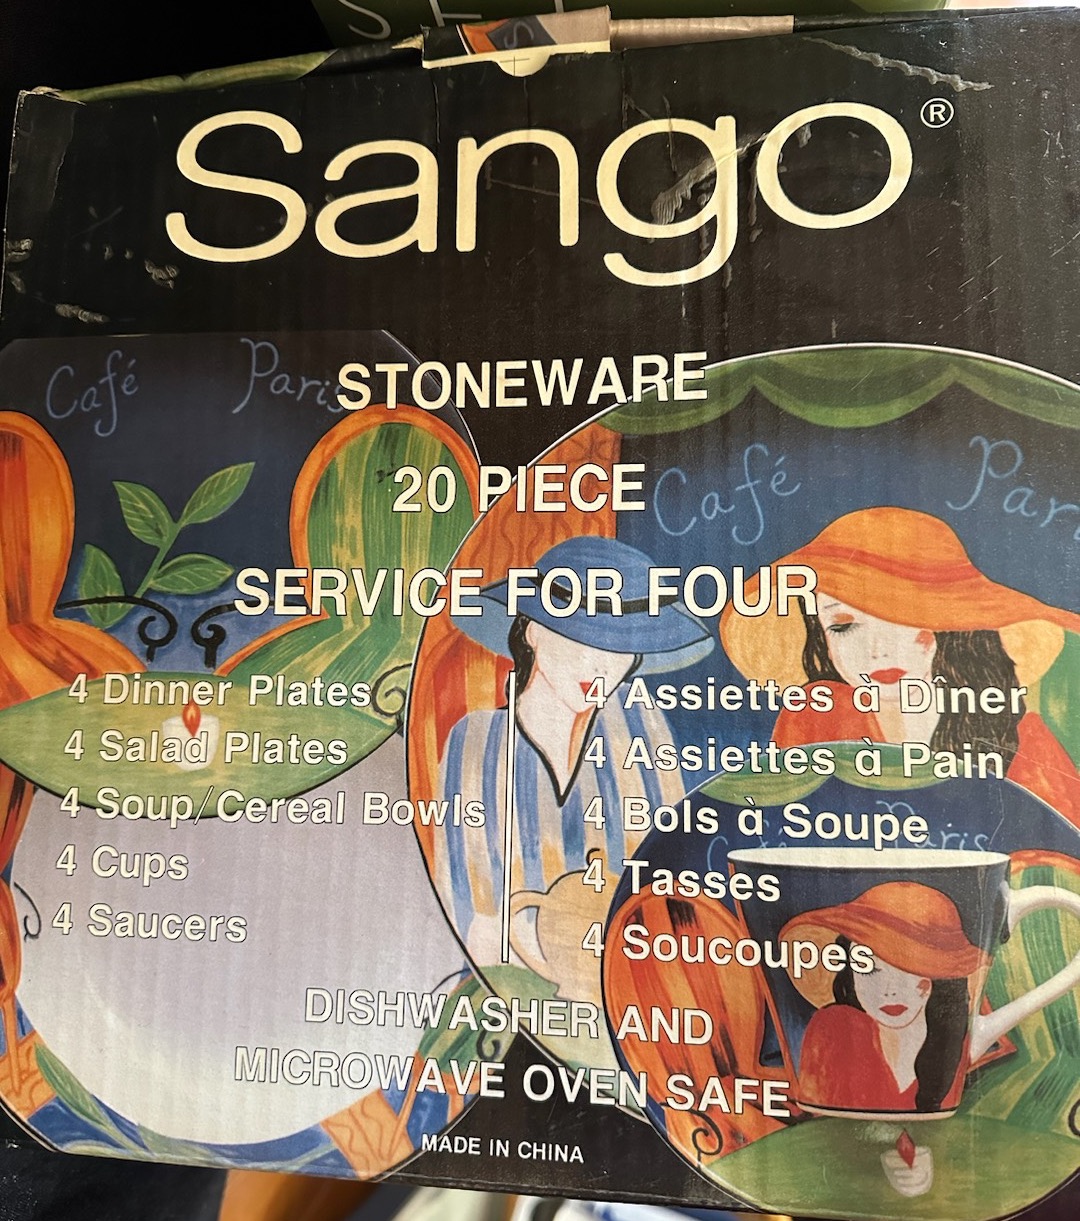 Sango®
Café Paris
STONEWARE
20 PIECE
Café
SERVICE FOR FOUR
4 Dinner Plates
4 Salad Plates
4 Soup/Cereal Bowls
4 Cups
4 Saucers
4 Assiettes à Dîner
4 Assiettes à Pain
4 Bols à Soupe
4 Tasses
4 Soucoupes
DISHWASHER AND
MICROWAVE OVEN SAFE
MADE IN CHINA